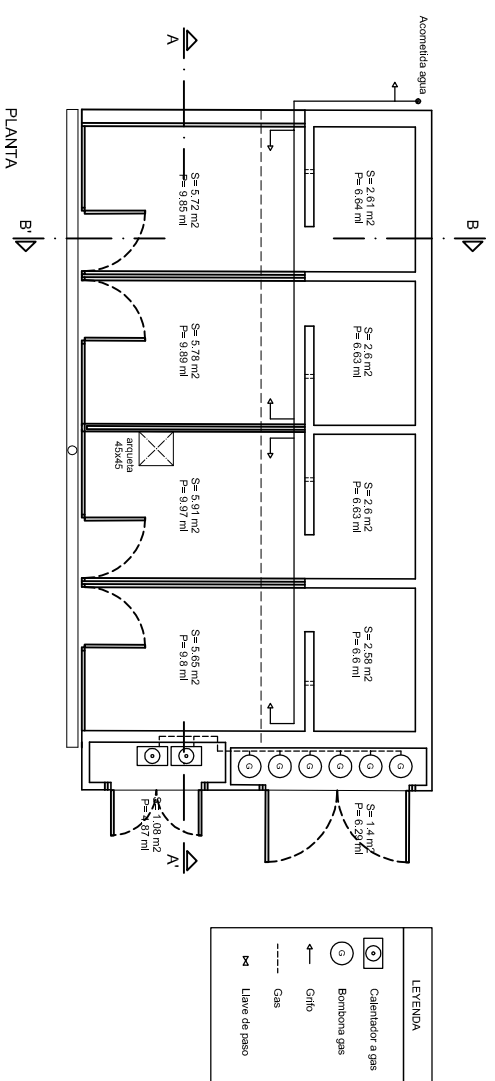 Acometida agua
A
B
S= 2.61 m2
P= 6.64 ml
S= 2.6 m2
P= 6.63 ml
S= 2.6 m2
P= 6.63 ml
S= 2.58 m2
P= 6.6 ml
S= 1.4 m2
P= 6.29 ml
S= 5.72 m2
P= 9.85 ml
S= 5.78 m2
P= 9.89 ml
S= 5.91 m2
P= 9.97 ml
S= 5.65 m2
P= 9.8 ml
S= 1.08 m2
P= 4.87 ml
arqueta
45x45
G
G
G
G
G
G
A'
B'
PLANTA
LEYENDA
Calentador a gas
G
Bombona gas
Grifo
Gas
Llave de paso